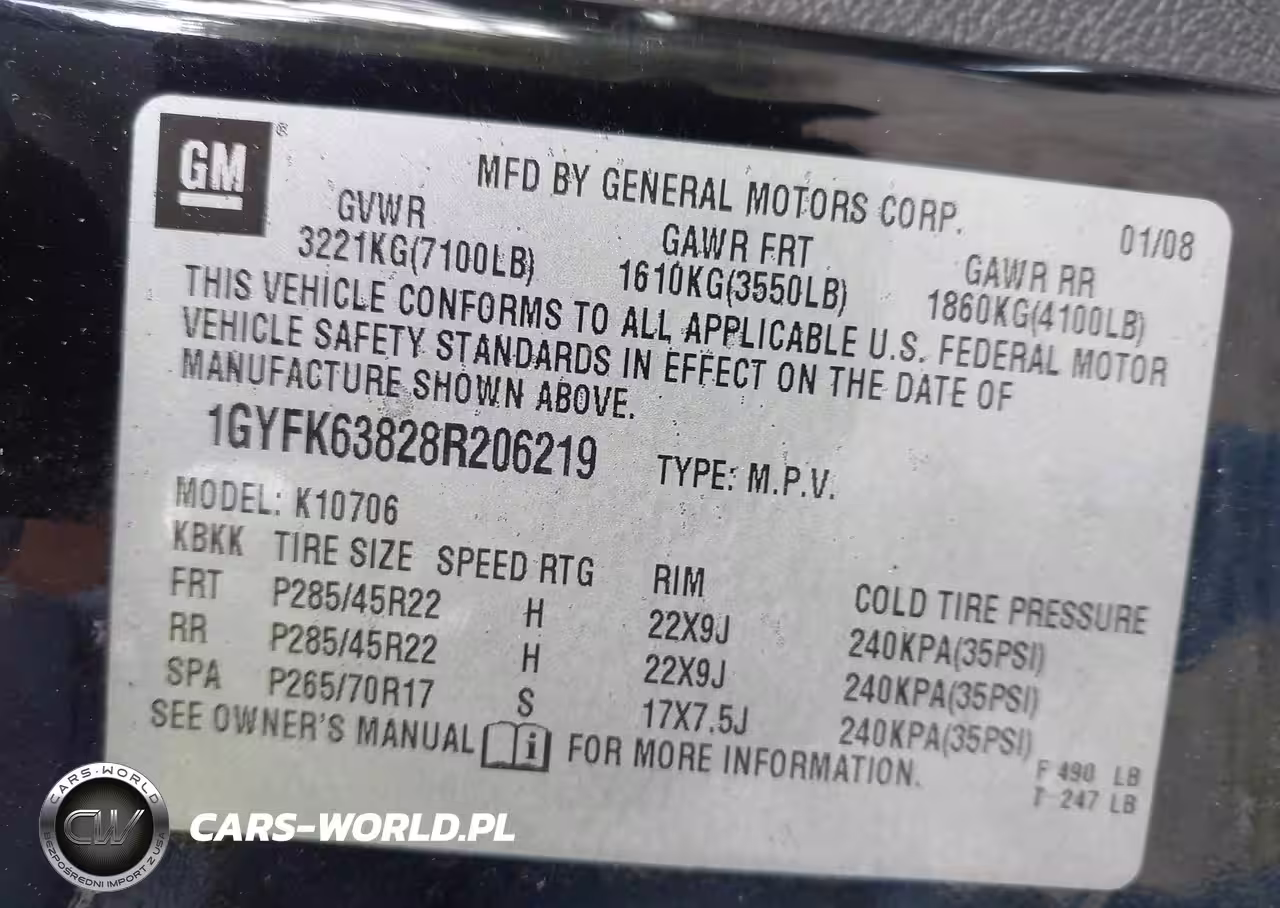 GM ®
MFD BY GENERAL MOTORS CORP.
01/08
GVWR GAWR FRT GAWR RR
3221KG(7100LB) 1610KG(3550LB) 1860KG(4100LB)
THIS VEHICLE CONFORMS TO ALL APPLICABLE U.S. FEDERAL MOTOR
VEHICLE SAFETY STANDARDS IN EFFECT ON THE DATE OF
MANUFACTURE SHOWN ABOVE.
1GYFK63828R206219 TYPE: M.P.V.
MODEL: K10706
KBKK TIRE SIZE SPEED RTG RIM COLD TIRE PRESSURE
FRT P285/45R22 H 22X9J 240KPA(35PSI)
RR P285/45R22 H 22X9J 240KPA(35PSI)
SPA P265/70R17 S 17X7.5J 240KPA(35PSI)
SEE OWNER'S MANUAL i FOR MORE INFORMATION.
F 490 LB
T 247 LB
CARS-WORLD
CW
BEZPOŚREDNI IMPORT Z USA
CARS-WORLD.PL